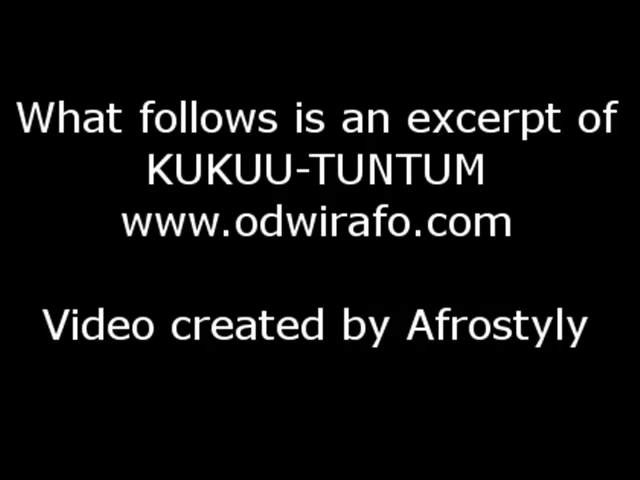 What follows is an excerpt of
KUKUU-TUNTUM
www.odwirafo.com
Video created by Afrostyly